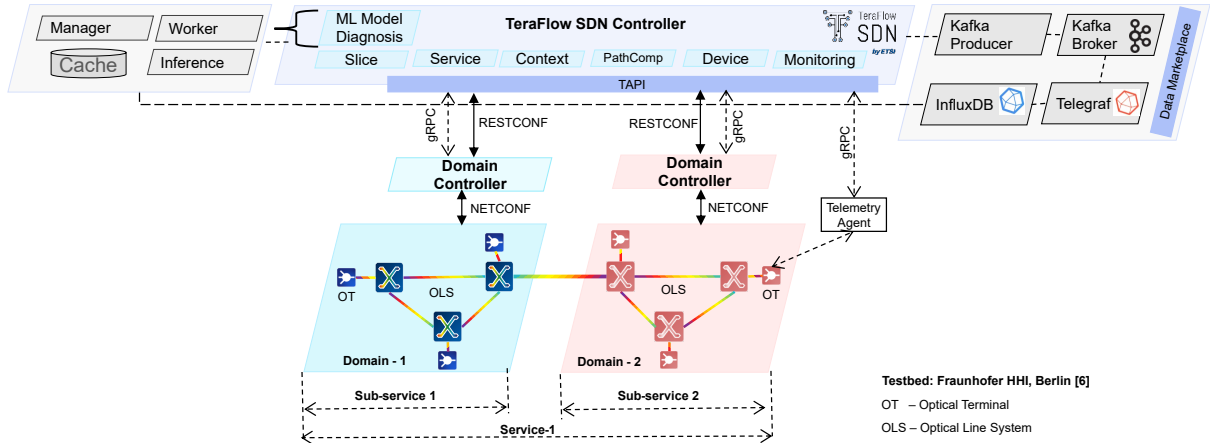 Manager
Worker
Cache
Inference
TeraFlow SDN Controller
ML Model
Diagnosis
TeraFlow
SDN
by ETSI
Slice
Service
Context
PathComp
Device
Monitoring
TAPI
Kafka
Producer
Kafka
Broker
InfluxDB
Telegraf
Data Marketplace
gRPC
RESTCONF
RESTCONF
gRPC
gRPC
Domain
Controller
Domain
Controller
NETCONF
NETCONF
Telemetry
Agent
OT
OLS
OLS
OT
Domain - 1
Domain - 2
Sub-service 1
Sub-service 2
Service-1
Testbed: Fraunhofer HHI, Berlin [6]
OT – Optical Terminal
OLS – Optical Line System